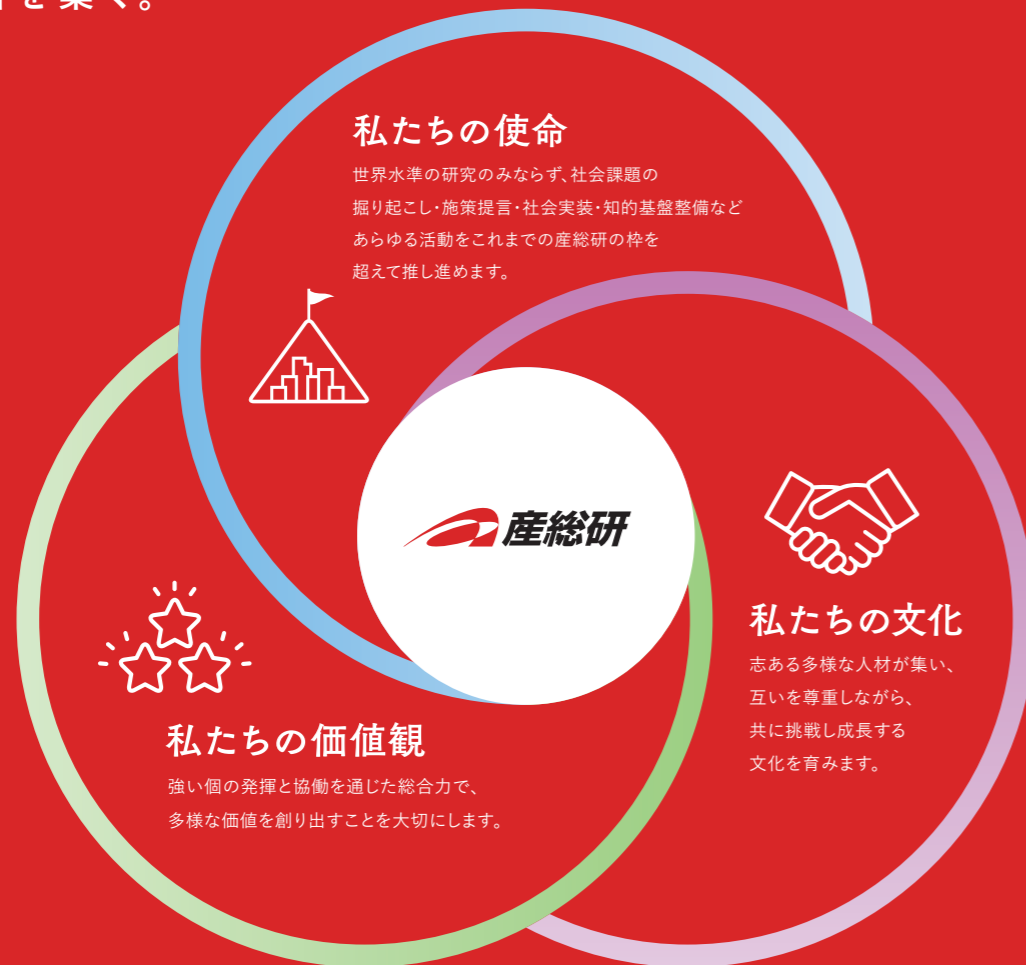 を築く。
私たちの使命
世界水準の研究のみならず、社会課題の
掘り起こし・施策提言・社会実装・知的基盤整備など
あらゆる活動をこれまでの産総研の枠を
超えて推し進めます。
産総研
私たちの文化
志ある多様な人材が集い、
互いを尊重しながら、
共に挑戦し成長する
文化を育みます。
私たちの価値観
強い個の発揮と協働を通じた総合力で、
多様な価値を創り出すことを大切にします。